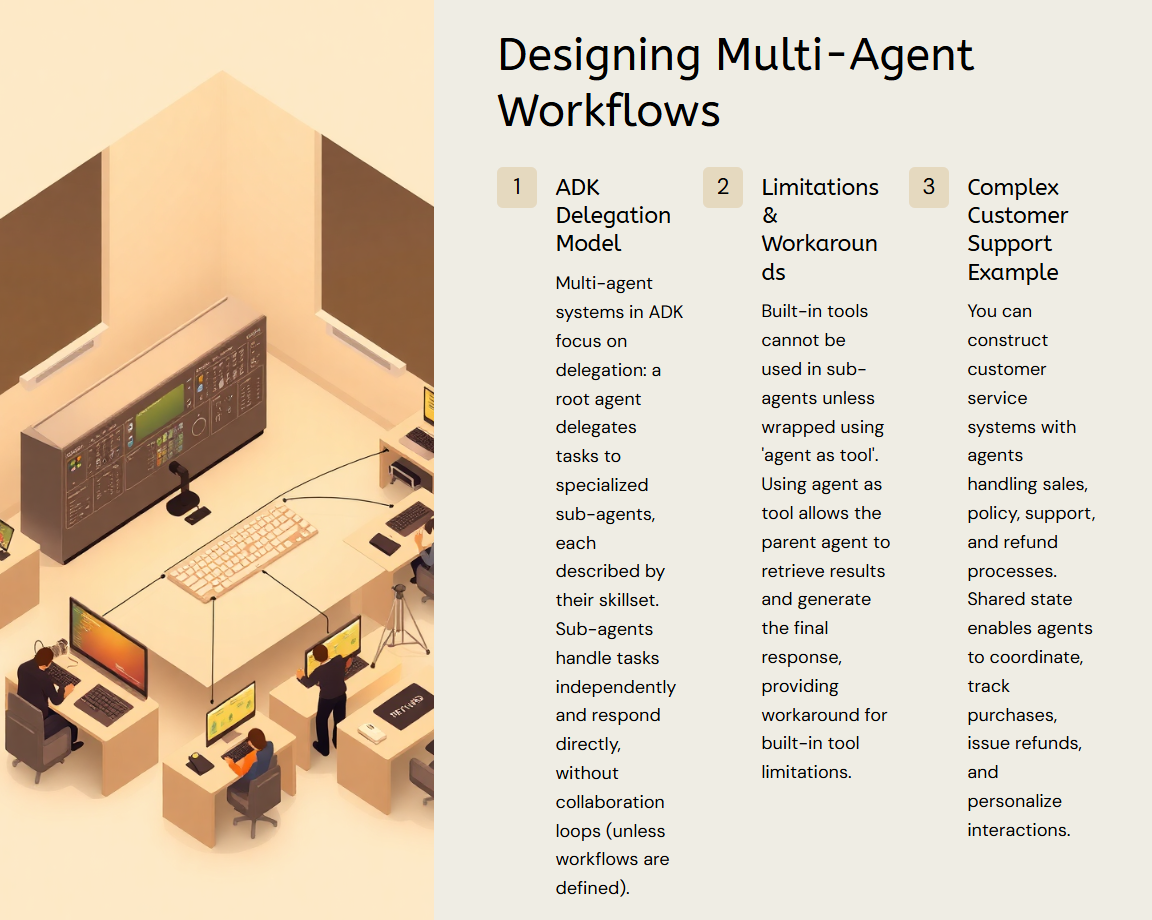 Designing Multi-Agent
Workflows
1
ADK
Delegation
Model
Multi-agent
systems in ADK
focus on
delegation: a
root agent
delegates
tasks to
specialized
sub-agents,
each
described by
their skillset.
Sub-agents
handle tasks
independently
and respond
directly,
without
collaboration
loops (unless
workflows are
defined).
2
Limitations
&
Workaroun
ds
Built-in tools
cannot be
used in sub-
agents unless
wrapped using
'agent as tool'.
Using agent as
tool allows the
parent agent to
retrieve results
and generate
the final
response,
providing
workaround for
built-in tool
limitations.
3
Complex
Customer
Support
Example
You can
construct
customer
service
systems with
agents
handling sales,
policy, support,
and refund
processes.
Shared state
enables agents
to coordinate,
track
purchases,
issue refunds,
and
personalize
interactions.